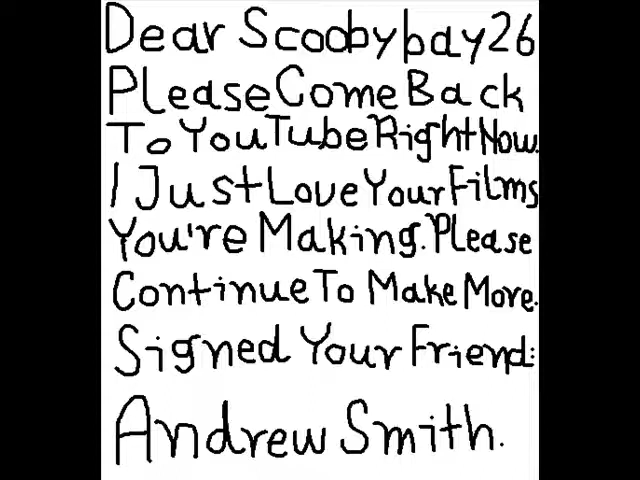 Dear Scoobybay26
Please Come Back
To YouTube Right Now.
I Just Love Your Films
You're Making. Please
Continue To Make More.
Signed Your Friend:
Andrew Smith.